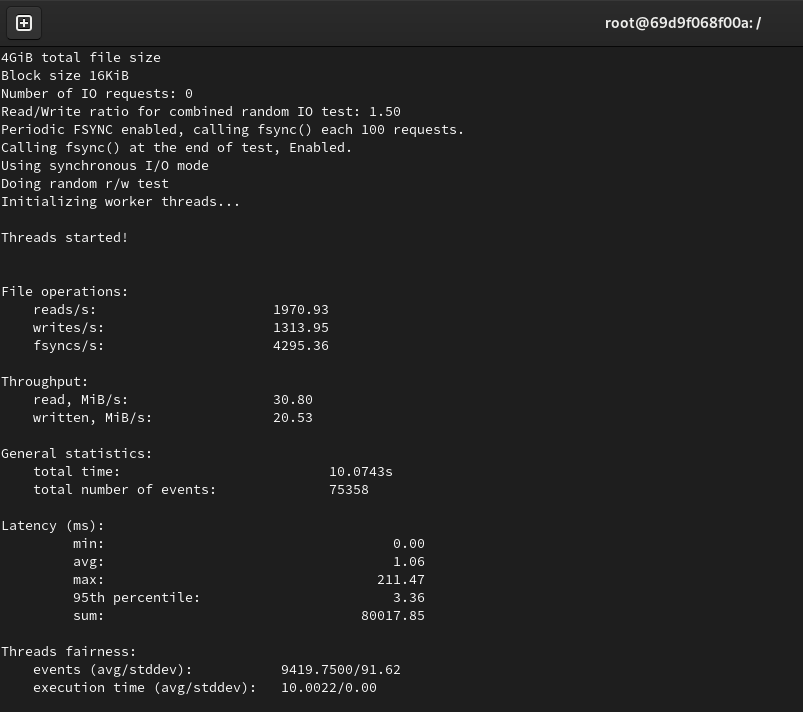 root@69d9f068f00a: /
4GiB total file size
Block size 16KiB
Number of IO requests: 0
Read/Write ratio for combined random IO test: 1.50
Periodic FSYNC enabled, calling fsync() each 100 requests.
Calling fsync() at the end of test, Enabled.
Using synchronous I/O mode
Doing random r/w test
Initializing worker threads...
Threads started!
File operations:
reads/s: 1970.93
writes/s: 1313.95
fsyncs/s: 4295.36
Throughput:
read, MiB/s: 30.80
written, MiB/s: 20.53
General statistics:
total time: 10.0743s
total number of events: 75358
Latency (ms):
min: 0.00
avg: 1.06
max: 211.47
95th percentile: 3.36
sum: 80017.85
Threads fairness:
events (avg/stddev): 9419.7500/91.62
execution time (avg/stddev): 10.0022/0.00